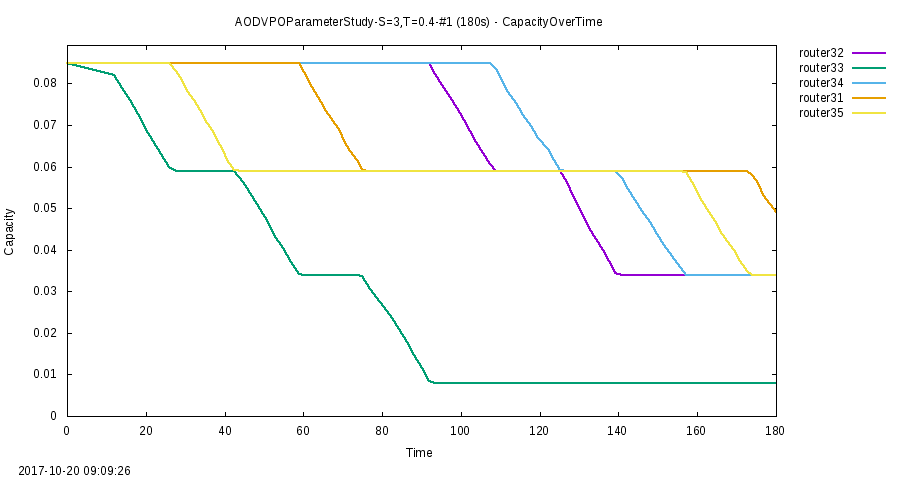 AODVPOParameterStudy-S=3,T=0.4-#1 (180s) - CapacityOverTime
router32
router33
router34
router31
router35
0.08
0.07
0.06
0.05
0.04
0.03
0.02
0.01
0
Capacity
0 20 40 60 80 100 120 140 160 180
Time
2017-10-20 09:09:26